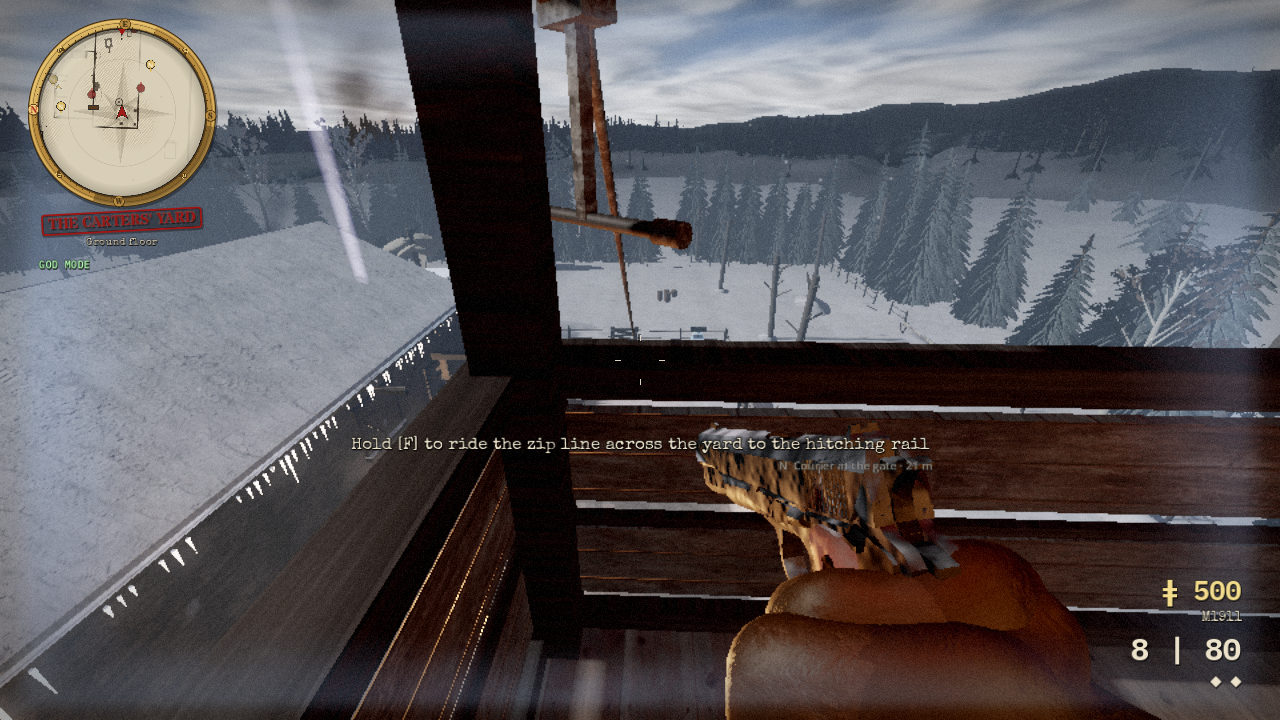 THE CARTERS' YARD
Ground floor
GOD MODE
Hold [F] to ride the zip line across the yard to the hitching rail
N Courier at the gate · 21 m
500
M1911
8 | 80